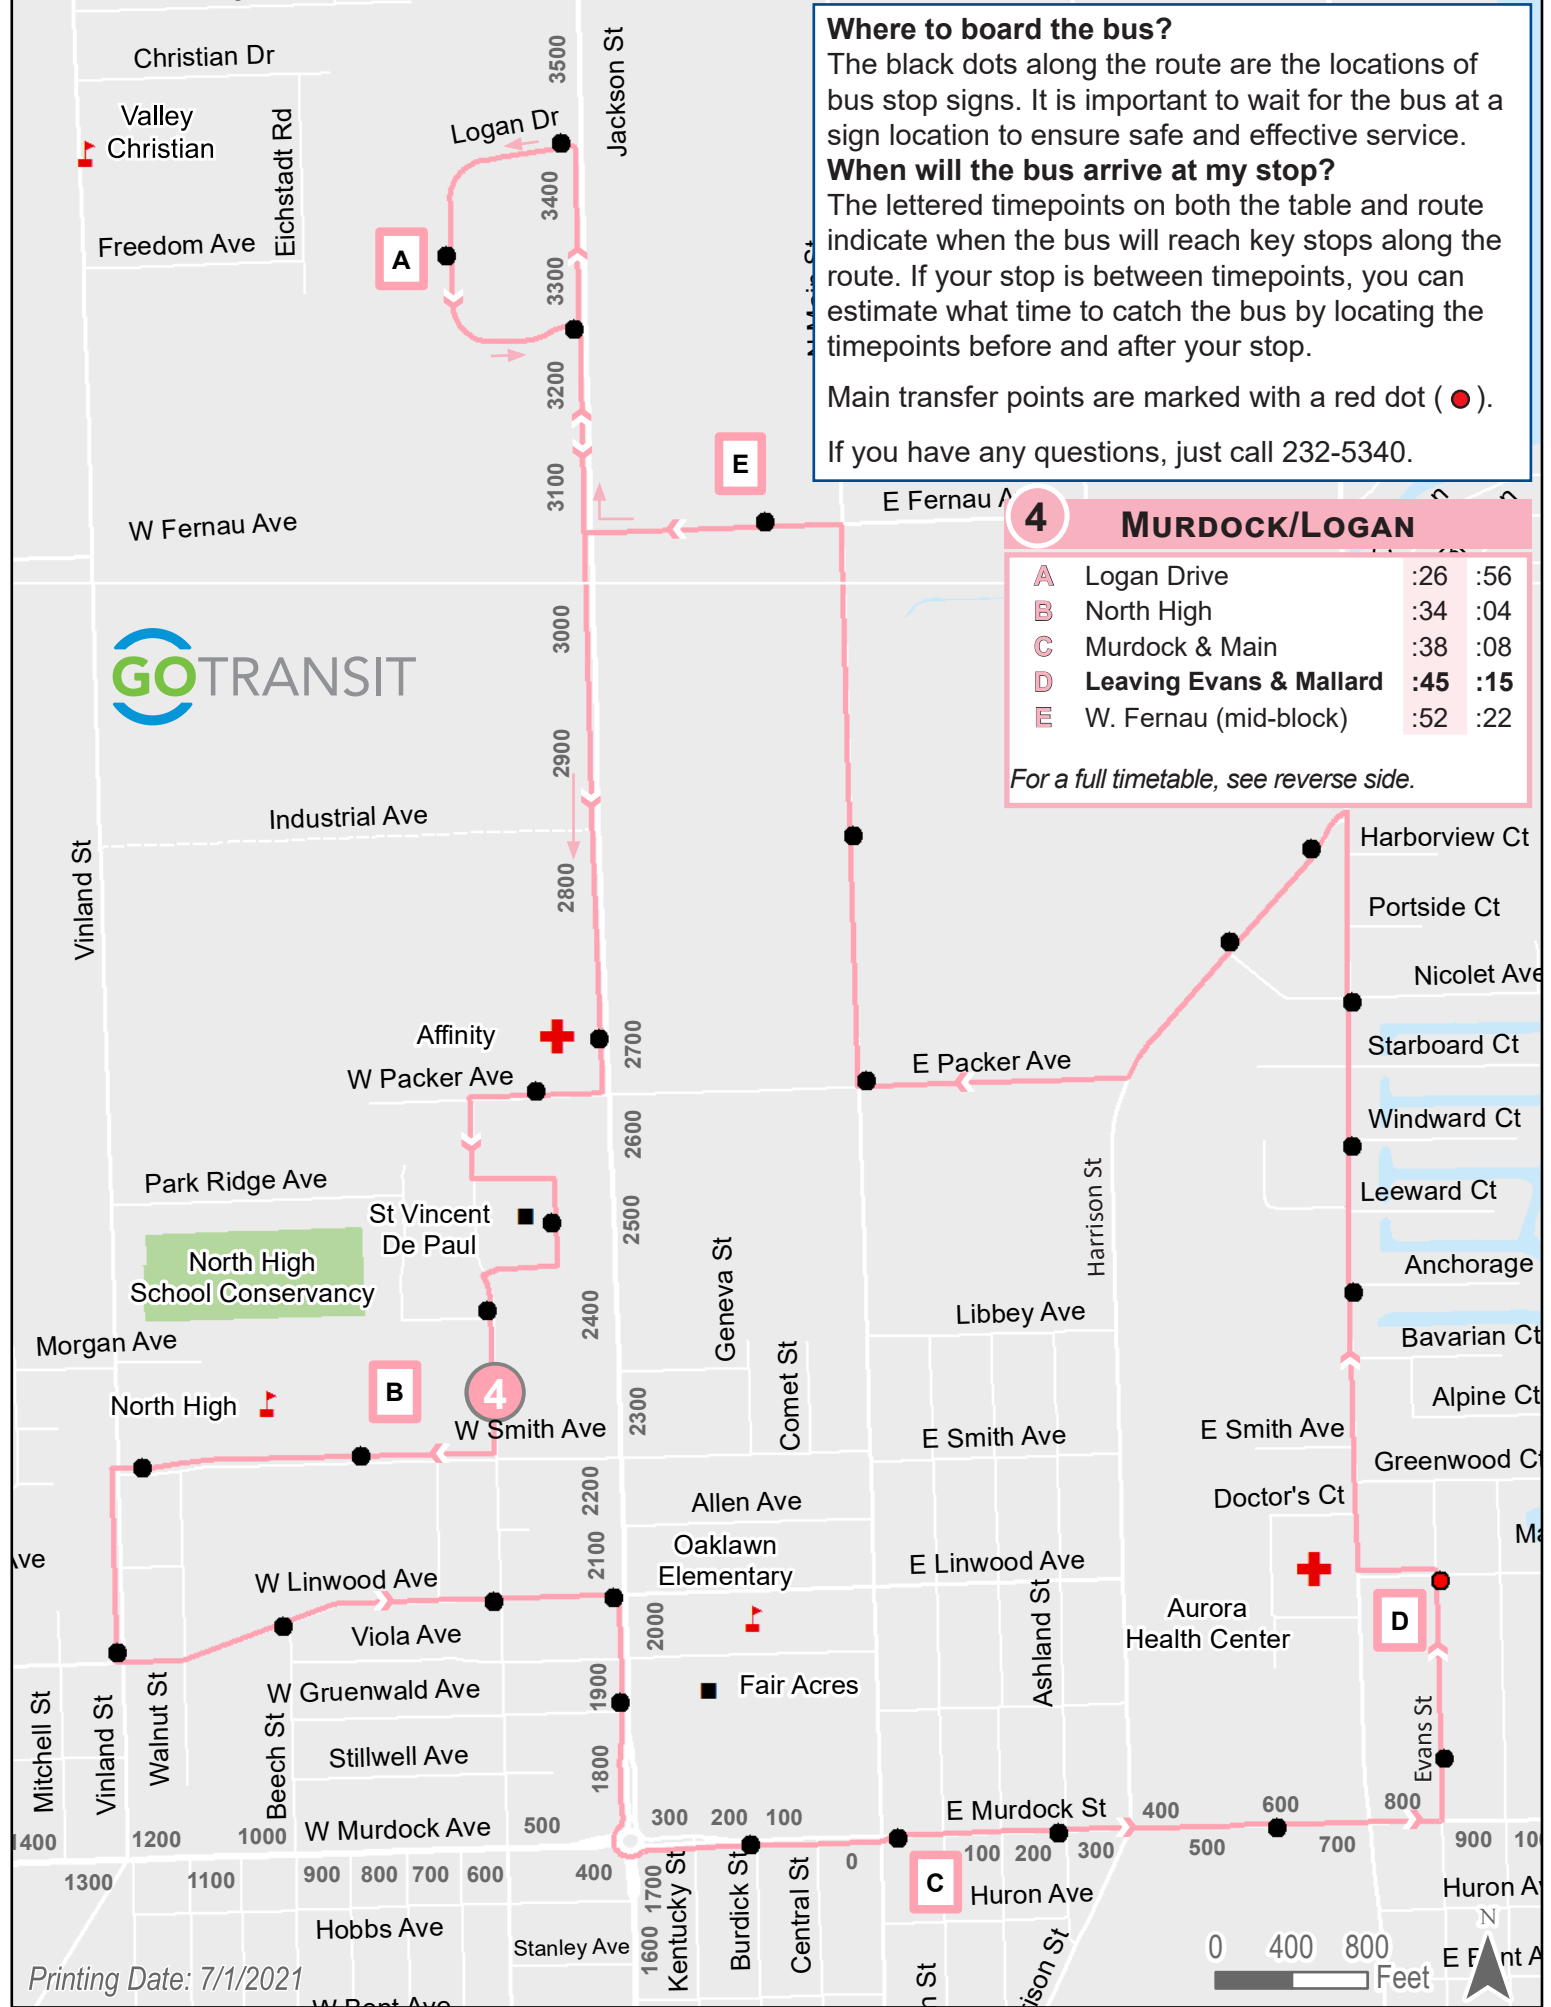 Where to board the bus?
The black dots along the route are the locations of
bus stop signs. It is important to wait for the bus at a
sign location to ensure safe and effective service.
When will the bus arrive at my stop?
The lettered timepoints on both the table and route
indicate when the bus will reach key stops along the
route. If your stop is between timepoints, you can
estimate what time to catch the bus by locating the
timepoints before and after your stop.
Main transfer points are marked with a red dot ( ).
If you have any questions, just call 232-5340.
4 MURDOCK/LOGAN
A Logan Drive :26 :56
B North High :34 :04
C Murdock & Main :38 :08
D Leaving Evans & Mallard :45 :15
E W. Fernau (mid-block) :52 :22
For a full timetable, see reverse side.
Christian Dr
Valley
Christian
Eichstadt Rd
Freedom Ave
Logan Dr
Jackson St
3500
3400
3300
3200
3100
A
E
E Fernau
W Fernau Ave
3000
GOTRANSIT
2900
Industrial Ave
2800
Vinland St
Harborview Ct
Portside Ct
Nicolet Ave
Affinity
2700
W Packer Ave
E Packer Ave
Starboard Ct
2600
Windward Ct
Park Ridge Ave
Harrison St
Leeward Ct
St Vincent
De Paul
2500
North High
School Conservancy
Geneva St
Anchorage
2400
Libbey Ave
Morgan Ave
Bavarian Ct
B
4
Comet St
Alpine Ct
North High
2300
W Smith Ave
E Smith Ave
E Smith Ave
Greenwood Ct
2200
Allen Ave
Doctor's Ct
2100
Oaklawn
Elementary
E Linwood Ave
W Linwood Ave
2000
Ashland St
Aurora
Health Center
D
Viola Ave
1900
W Gruenwald Ave
Fair Acres
Mitchell St
Vinland St
Walnut St
Beech St
Stillwell Ave
1800
Evans St
W Murdock Ave
500
300 200 100
E Murdock St
400
600
800
1400
1200
1000
1300
1100
900 800 700 600
400
0
100 200 300
500
700
900
C
1700
1600
Kentucky St
Burdick St
Central St
Huron Ave
Huron
Hobbs Ave
Stanley Ave
N
0 400 800
Feet
Printing Date: 7/1/2021